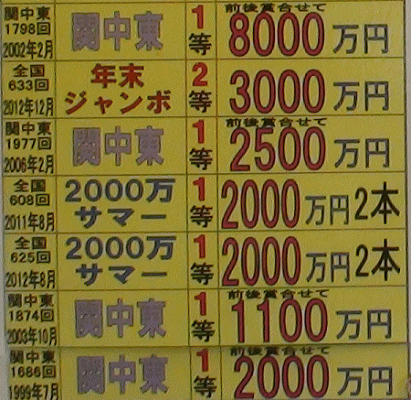 関中東
1798回
2002年2月
関中東
1等
前後賞合せて
8000万円
全国
633回
2012年12月
年末
ジャンボ
2等
3000万円
関中東
1977回
2006年2月
関中東
1等
前後賞合せて
2500万円
全国
608回
2011年8月
2000万
サマー
1等
2000万円2本
全国
625回
2012年8月
2000万
サマー
1等
2000万円2本
関中東
1874回
2003年10月
関中東
1等
前後賞合せて
1100万円
関中東
1686回
1999年7月
関中東
1等
前後賞合せて
2000万円